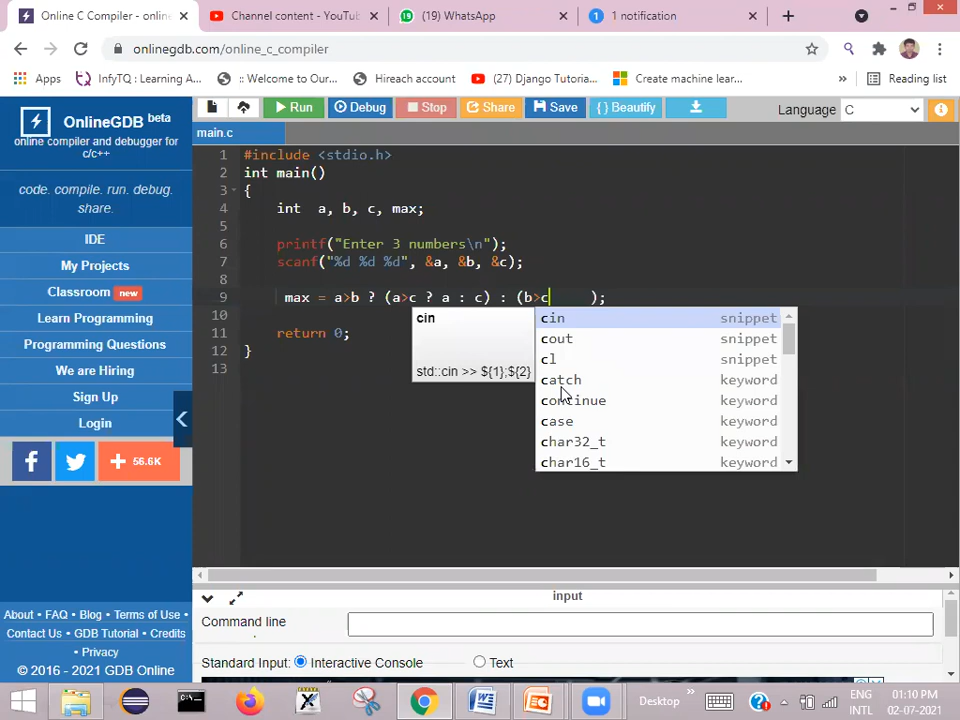 Online C Compiler - online
Channel content - YouTub
(19) WhatsApp
1 notification
onlinegdb.com/online_c_compiler
Apps
InfyTQ : Learning A...
:: Welcome to Our...
Hireach account
(27) Django Tutoria...
Create machine lear...
»
Reading list
OnlineGDB beta
online compiler and debugger for
c/c++
code. compile. run. debug.
share.
IDE
My Projects
Classroom new
Learn Programming
Programming Questions
We are Hiring
Sign Up
Login
+ 56.6K
About • FAQ • Blog • Terms of Use •
Contact Us • GDB Tutorial • Credits
• Privacy
© 2016 - 2021 GDB Online
Run
Debug
Stop
Share
Save
{ } Beautify
Language
C
main.c
1 #include <stdio.h>
2 int main()
3 {
4 int  a, b, c, max;
5
6 printf("Enter 3 numbers\n");
7 scanf("%d %d %d", &a, &b, &c);
8
9 max = a>b ? (a>c ? a : c) : (b>c     );
10
11 return 0;
12 }
13
cin
std::cin >> ${1};${2}
cin snippet
cout snippet
cl snippet
catch keyword
continue keyword
case keyword
char32_t keyword
char16_t keyword
input
Command line
Standard Input: Interactive Console Text
Desktop
»
ENG
INTL
01:10 PM
02-07-2021